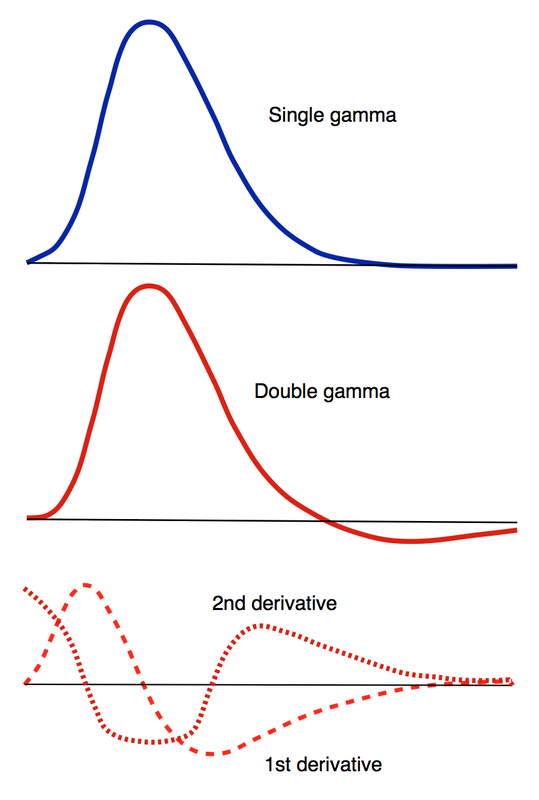 Single gamma
Double gamma
2nd derivative
1st derivative